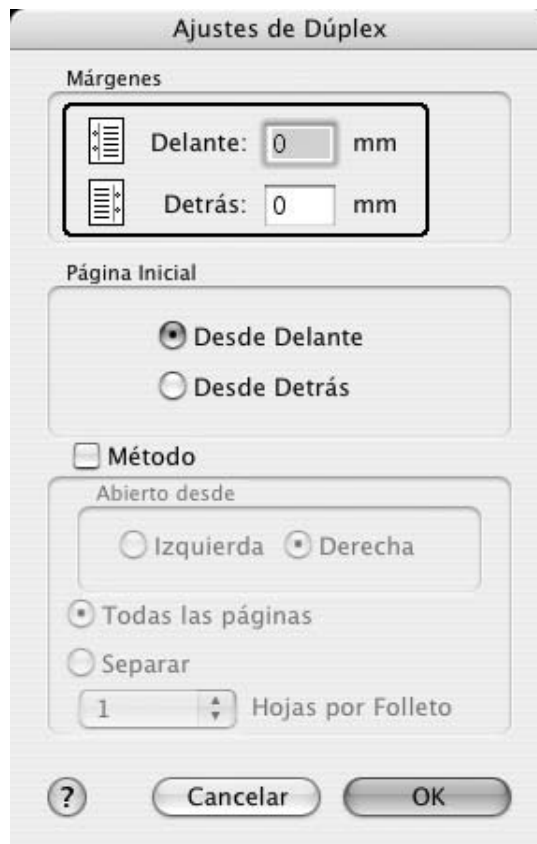 Ajustes de Dúplex
Márgenes
Delante: 0 mm
Detrás: 0 mm
Página Inicial
Desde Delante
Desde Detrás
Método
Abierto desde
Izquierda Derecha
Todas las páginas
Separar
1 Hojas por Folleto
? Cancelar OK